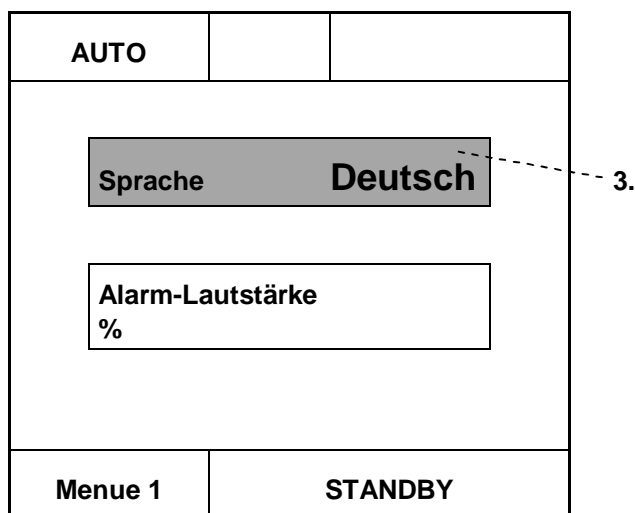 AUTO
Sprache Deutsch
3.
Alarm-Lautstärke
%
Menue 1 STANDBY